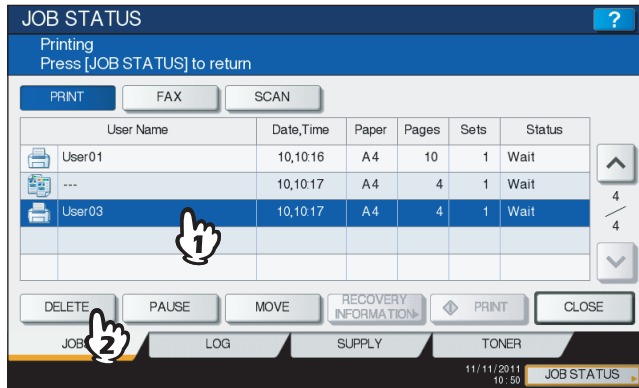 JOB STATUS ?
Printing
Press [JOB STATUS] to return
PRINT FAX SCAN
User Name Date,Time Paper Pages Sets Status
User01 10,10:16 A4 10 1 Wait
--- 10,10:17 A4 4 1 Wait
User03 10,10:17 A4 4 1 Wait
1
4
4
DELETE PAUSE MOVE RECOVERY INFORMATION PRINT CLOSE
2
JOBS LOG SUPPLY TONER
11/11/2011
10:50
JOB STATUS